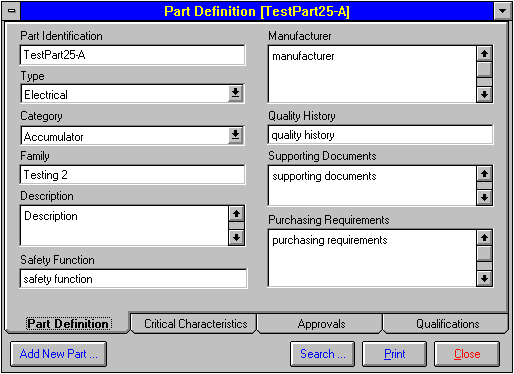 Part Definition [TestPart25-A]
Part Identification
TestPart25-A
Type
Electrical
Category
Accumulator
Family
Testing 2
Description
Description
Safety Function
safety function
Manufacturer
manufacturer
Quality History
quality history
Supporting Documents
supporting documents
Purchasing Requirements
purchasing requirements
Part Definition
Critical Characteristics
Approvals
Qualifications
Add New Part ...
Search ...
Print
Close